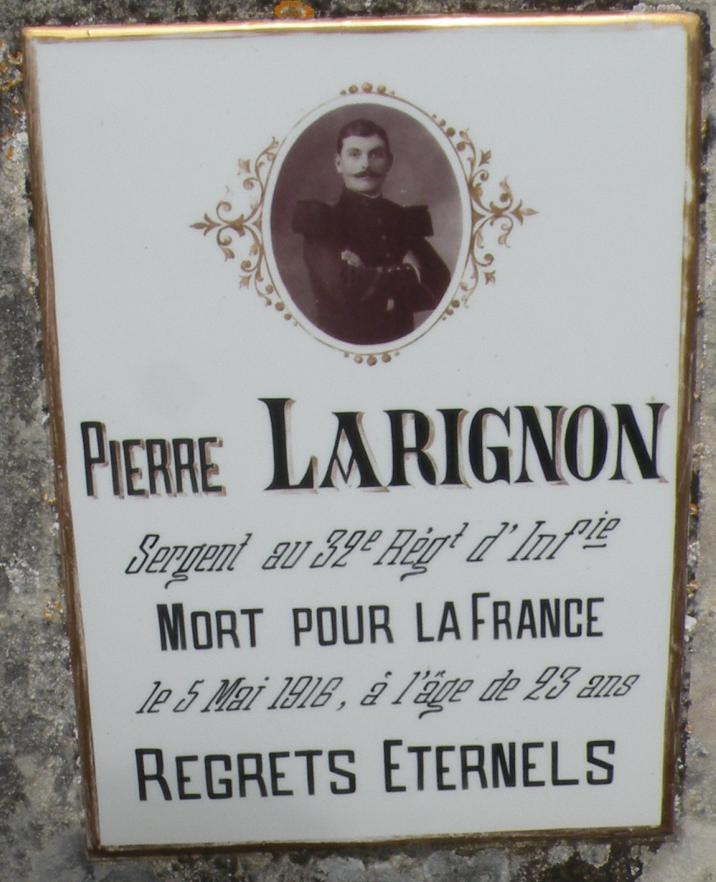 PIERRE LARIGNON
Sergent au 32e Régt d'Infie
MORT POUR LA FRANCE
le 5 Mai 1916, à l'âge de 23 ans
REGRETS ETERNELS